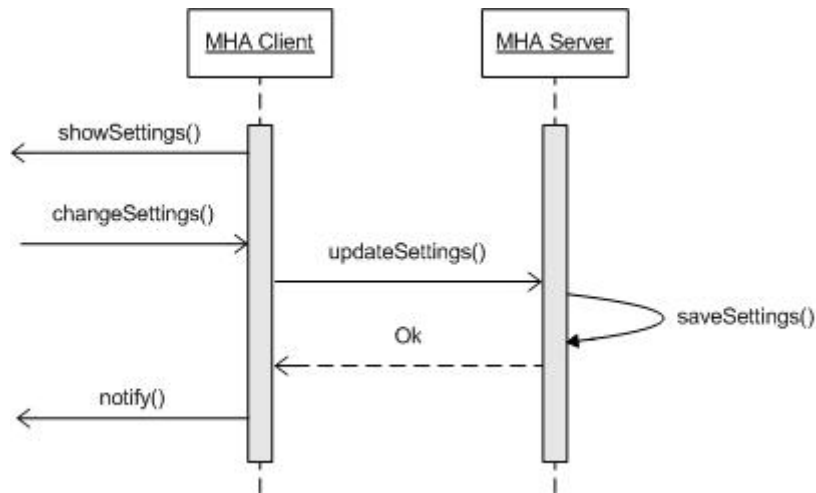 MHA Client
MHA Server
showSettings()
changeSettings()
updateSettings()
saveSettings()
Ok
notify()